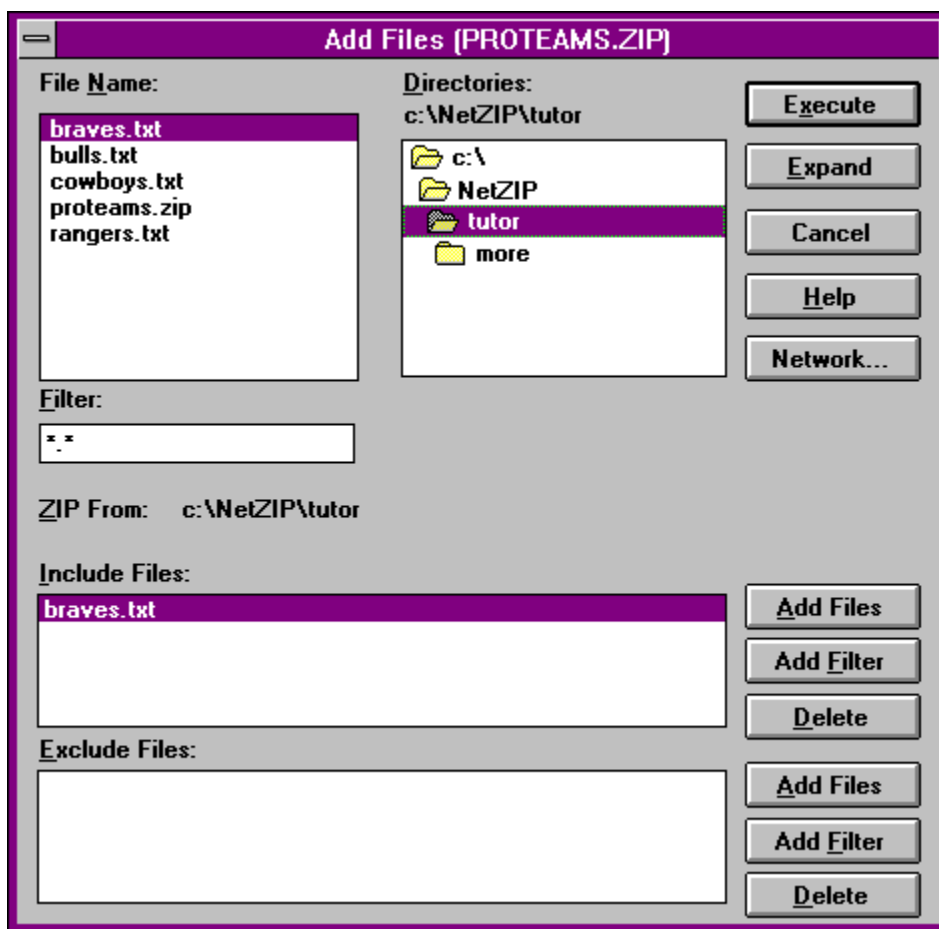 Add Files (PROTEAMS.ZIP)
File Name:
braves.txt
bulls.txt
cowboys.txt
proteams.zip
rangers.txt
Directories:
c:\NetZIP\tutor
c:\
NetZIP
tutor
more
Execute
Expand
Cancel
Help
Network...
Filter:
*.*
ZIP From: c:\NetZIP\tutor
Include Files:
braves.txt
Add Files
Add Filter
Delete
Exclude Files:
Add Files
Add Filter
Delete